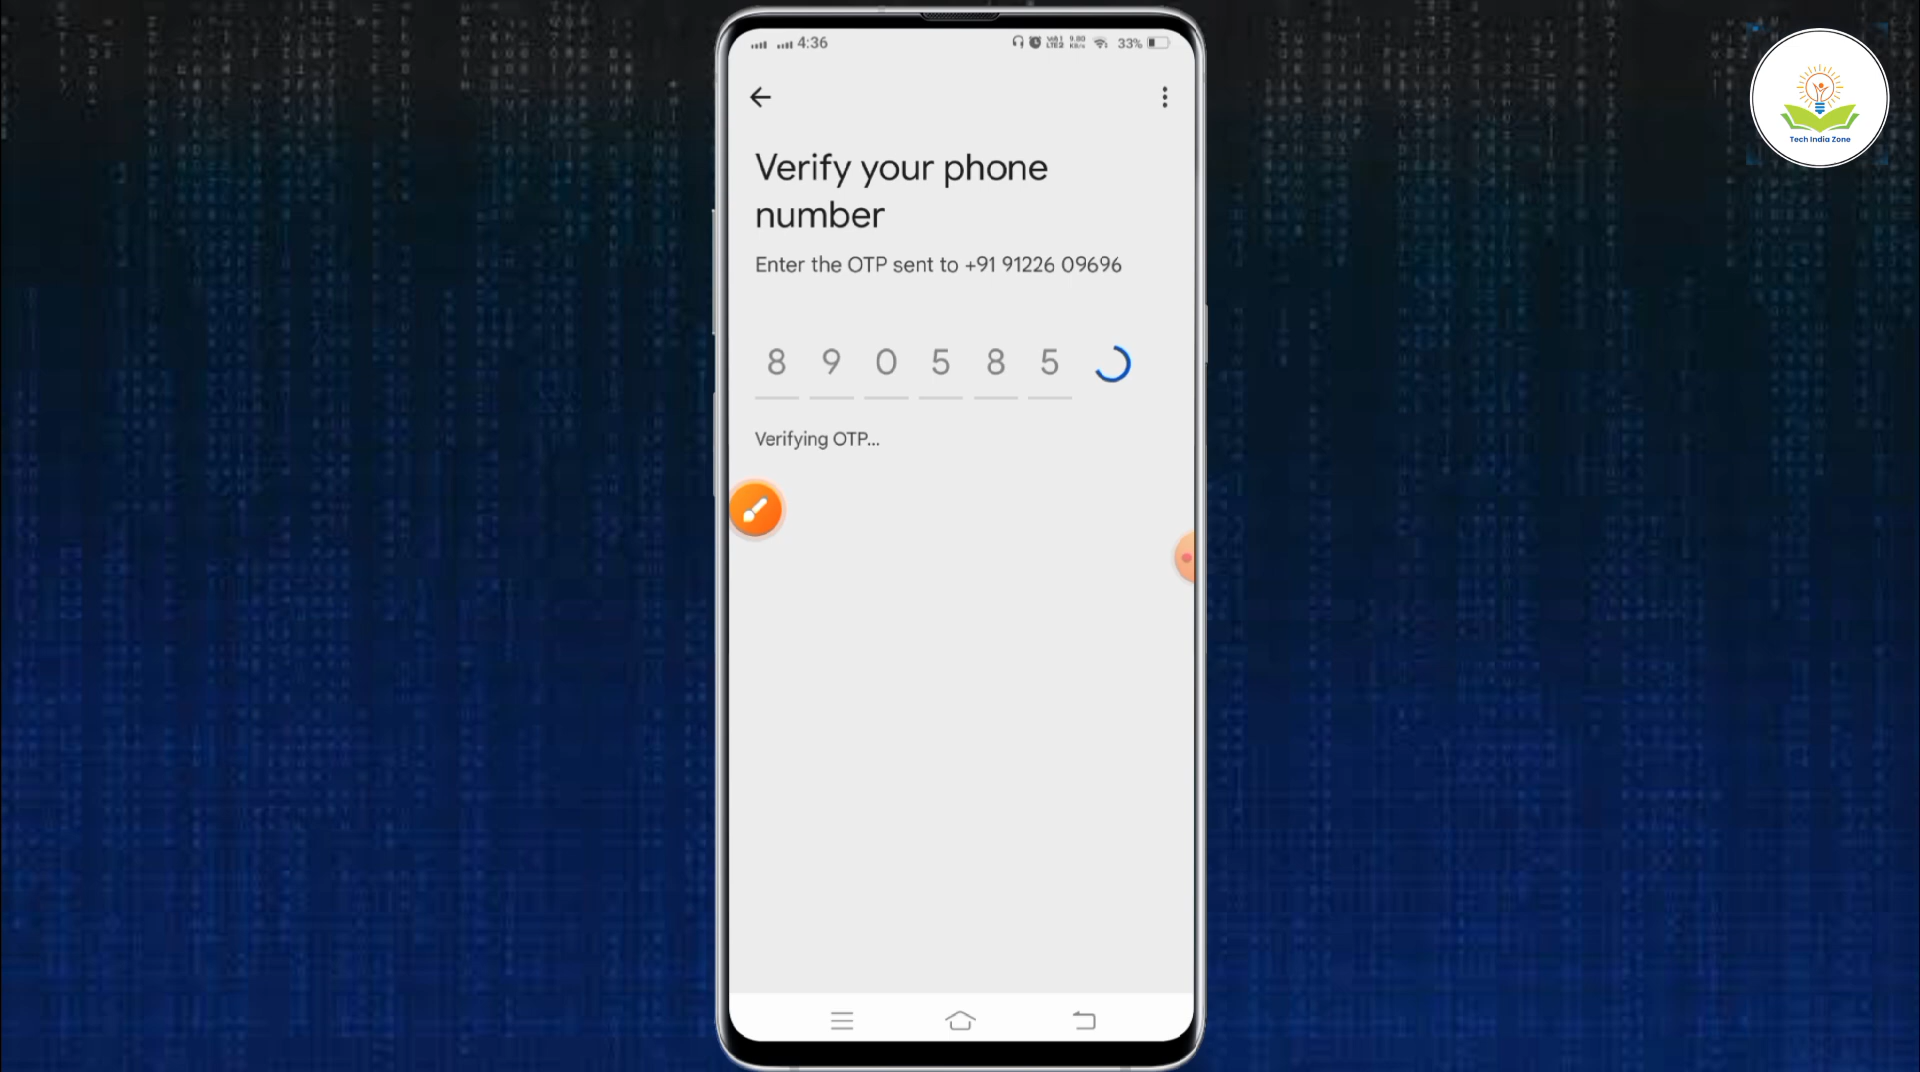 4:36
33%
Verify your phone
number
Enter the OTP sent to +91 91226 09696
8 9 0 5 8 5
Verifying OTP...
Tech India Zone